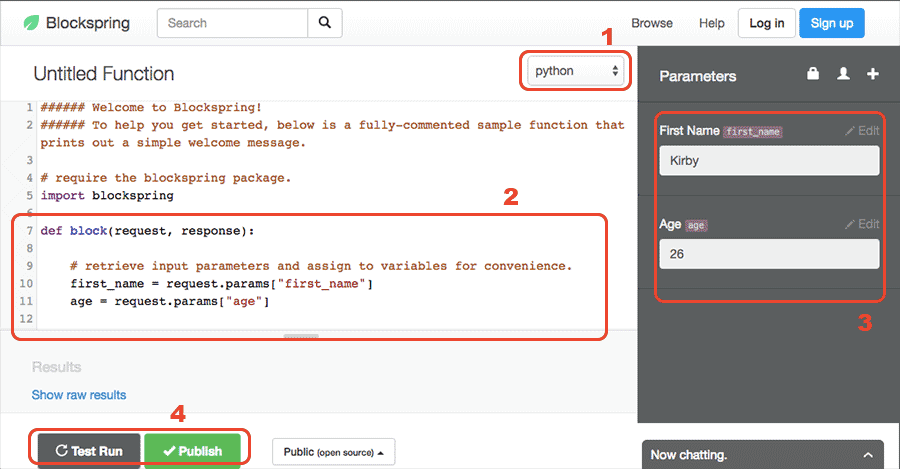 Blockspring
Search
Browse
Help
Log in
Sign up
1
Untitled Function
python
Parameters
1 ###### Welcome to Blockspring!
2 ###### To help you get started, below is a fully-commented sample function that
prints out a simple welcome message.
3
4 # require the blockspring package.
5 import blockspring
6
2
7 def block(request, response):
8
9 # retrieve input parameters and assign to variables for convenience.
10 first_name = request.params["first_name"]
11 age = request.params["age"]
12
First Name first_name Edit
Kirby
Age age Edit
26
3
Results
Show raw results
4
Test Run
Publish
Public (open source)
Now chatting.